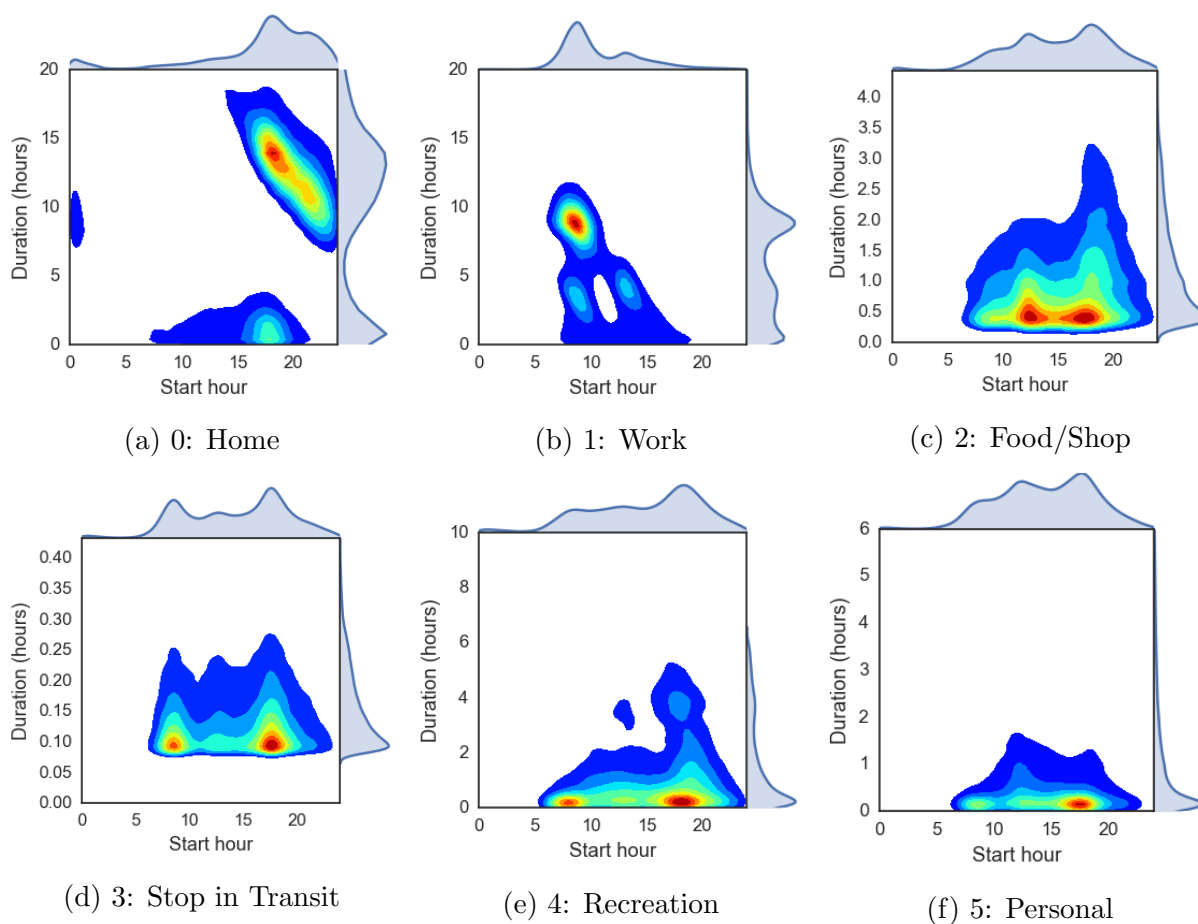 20
15
10
5
0
Duration (hours)
0 5 10 15 20
Start hour
(a) 0: Home
20
15
10
5
0
Duration (hours)
0 5 10 15 20
Start hour
(b) 1: Work
4.0
3.5
3.0
2.5
2.0
1.5
1.0
0.5
0.0
Duration (hours)
0 5 10 15 20
Start hour
(c) 2: Food/Shop
0.40
0.35
0.30
0.25
0.20
0.15
0.10
0.05
0.00
Duration (hours)
0 5 10 15 20
Start hour
(d) 3: Stop in Transit
10
8
6
4
2
0
Duration (hours)
0 5 10 15 20
Start hour
(e) 4: Recreation
6
5
4
3
2
1
0
Duration (hours)
0 5 10 15 20
Start hour
(f) 5: Personal